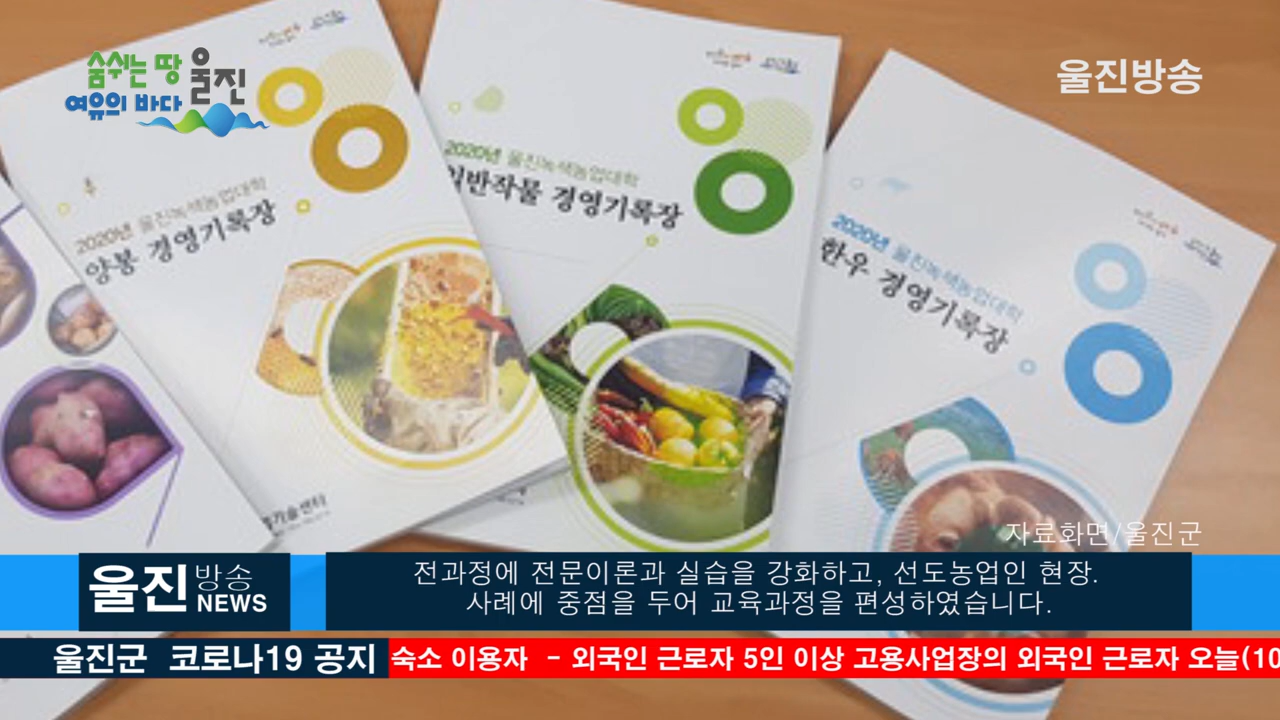 숨쉬는 땅
여유의 바다
울진
울진방송
2020년 울진녹색농업대학
양봉 경영기록장
2020년 울진녹색농업대학
일반작물 경영기록장
2020년 울진녹색농업대학
한우 경영기록장
기술센터
자료화면/울진군
울진 방송
NEWS
전과정에 전문이론과 실습을 강화하고, 선도농업인 현장.
사례에 중점을 두어 교육과정을 편성하였습니다.
울진군 코로나19 공지
숙소 이용자 - 외국인 근로자 5인 이상 고용사업장의 외국인 근로자 오늘(10